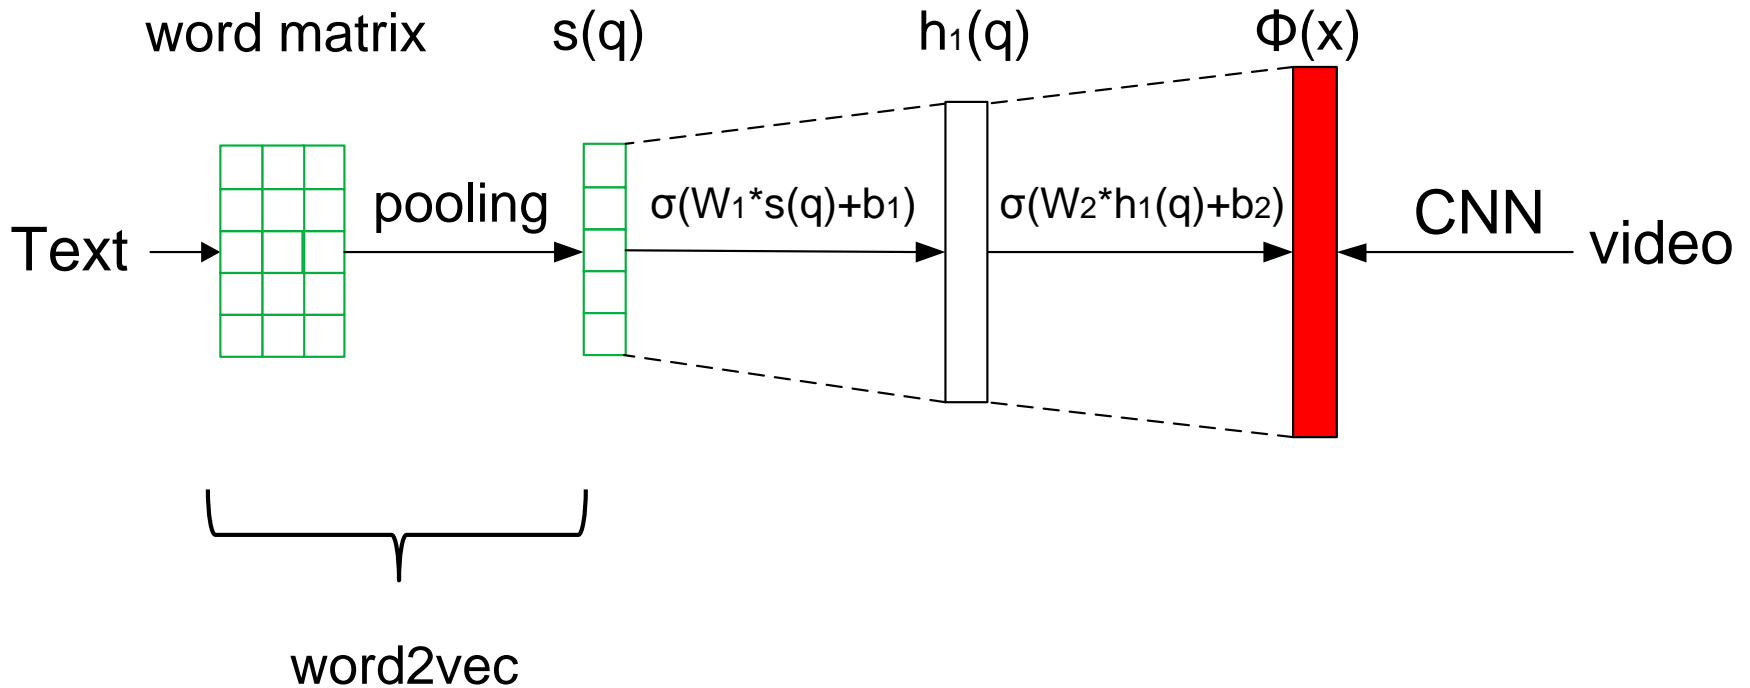 word matrix s(q) h₁(q) Φ(x)
pooling σ(W₁*s(q)+b₁) σ(W₂*h₁(q)+b₂) CNN
Text video
word2vec